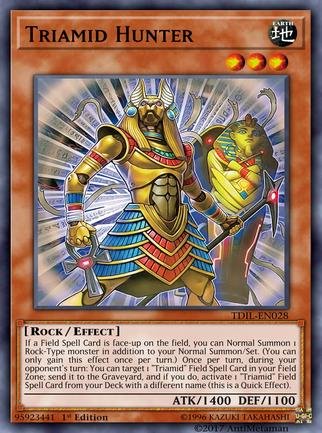 TRIAMID HUNTER
EARTH
地
TDIL-EN028
[ROCK / EFFECT]
If a Field Spell Card is face-up on the field, you can Normal Summon 1
Rock-Type monster in addition to your Normal Summon/Set. (You can
only gain this effect once per turn.) Once per turn, during your
opponent's turn: You can target 1 "Triamid" Field Spell Card in your Field
Zone; send it to the Graveyard, and if you do, activate 1 "Triamid" Field
Spell Card from your Deck with a different name (this is a Quick Effect).
ATK/1400 DEF/1100
95923441 1st Edition ©1996 KAZUKI TAKAHASHI
©2017 AntiMetaman